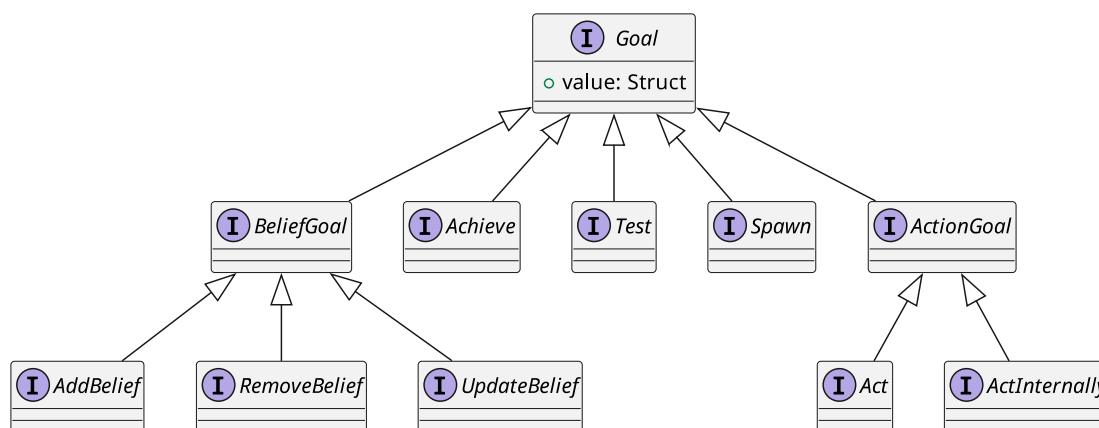 I Goal
value: Struct
I BeliefGoal
I Achieve
I Test
I Spawn
I ActionGoal
I AddBelief
I RemoveBelief
I UpdateBelief
I Act
I ActInternally